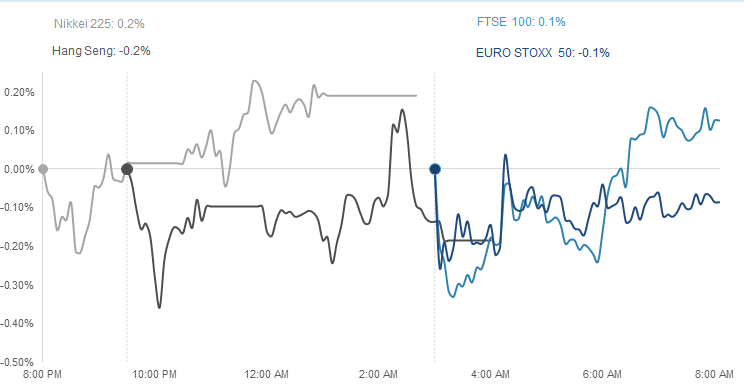 Nikkei 225: 0.2%
Hang Seng: -0.2%
FTSE 100: 0.1%
EURO STOXX 50: -0.1%
0.20%
0.10%
0.00%
-0.10%
-0.20%
-0.30%
-0.40%
-0.50%
8:00 PM 10:00 PM 12:00 AM 2:00 AM 4:00 AM 6:00 AM 8:00 AM